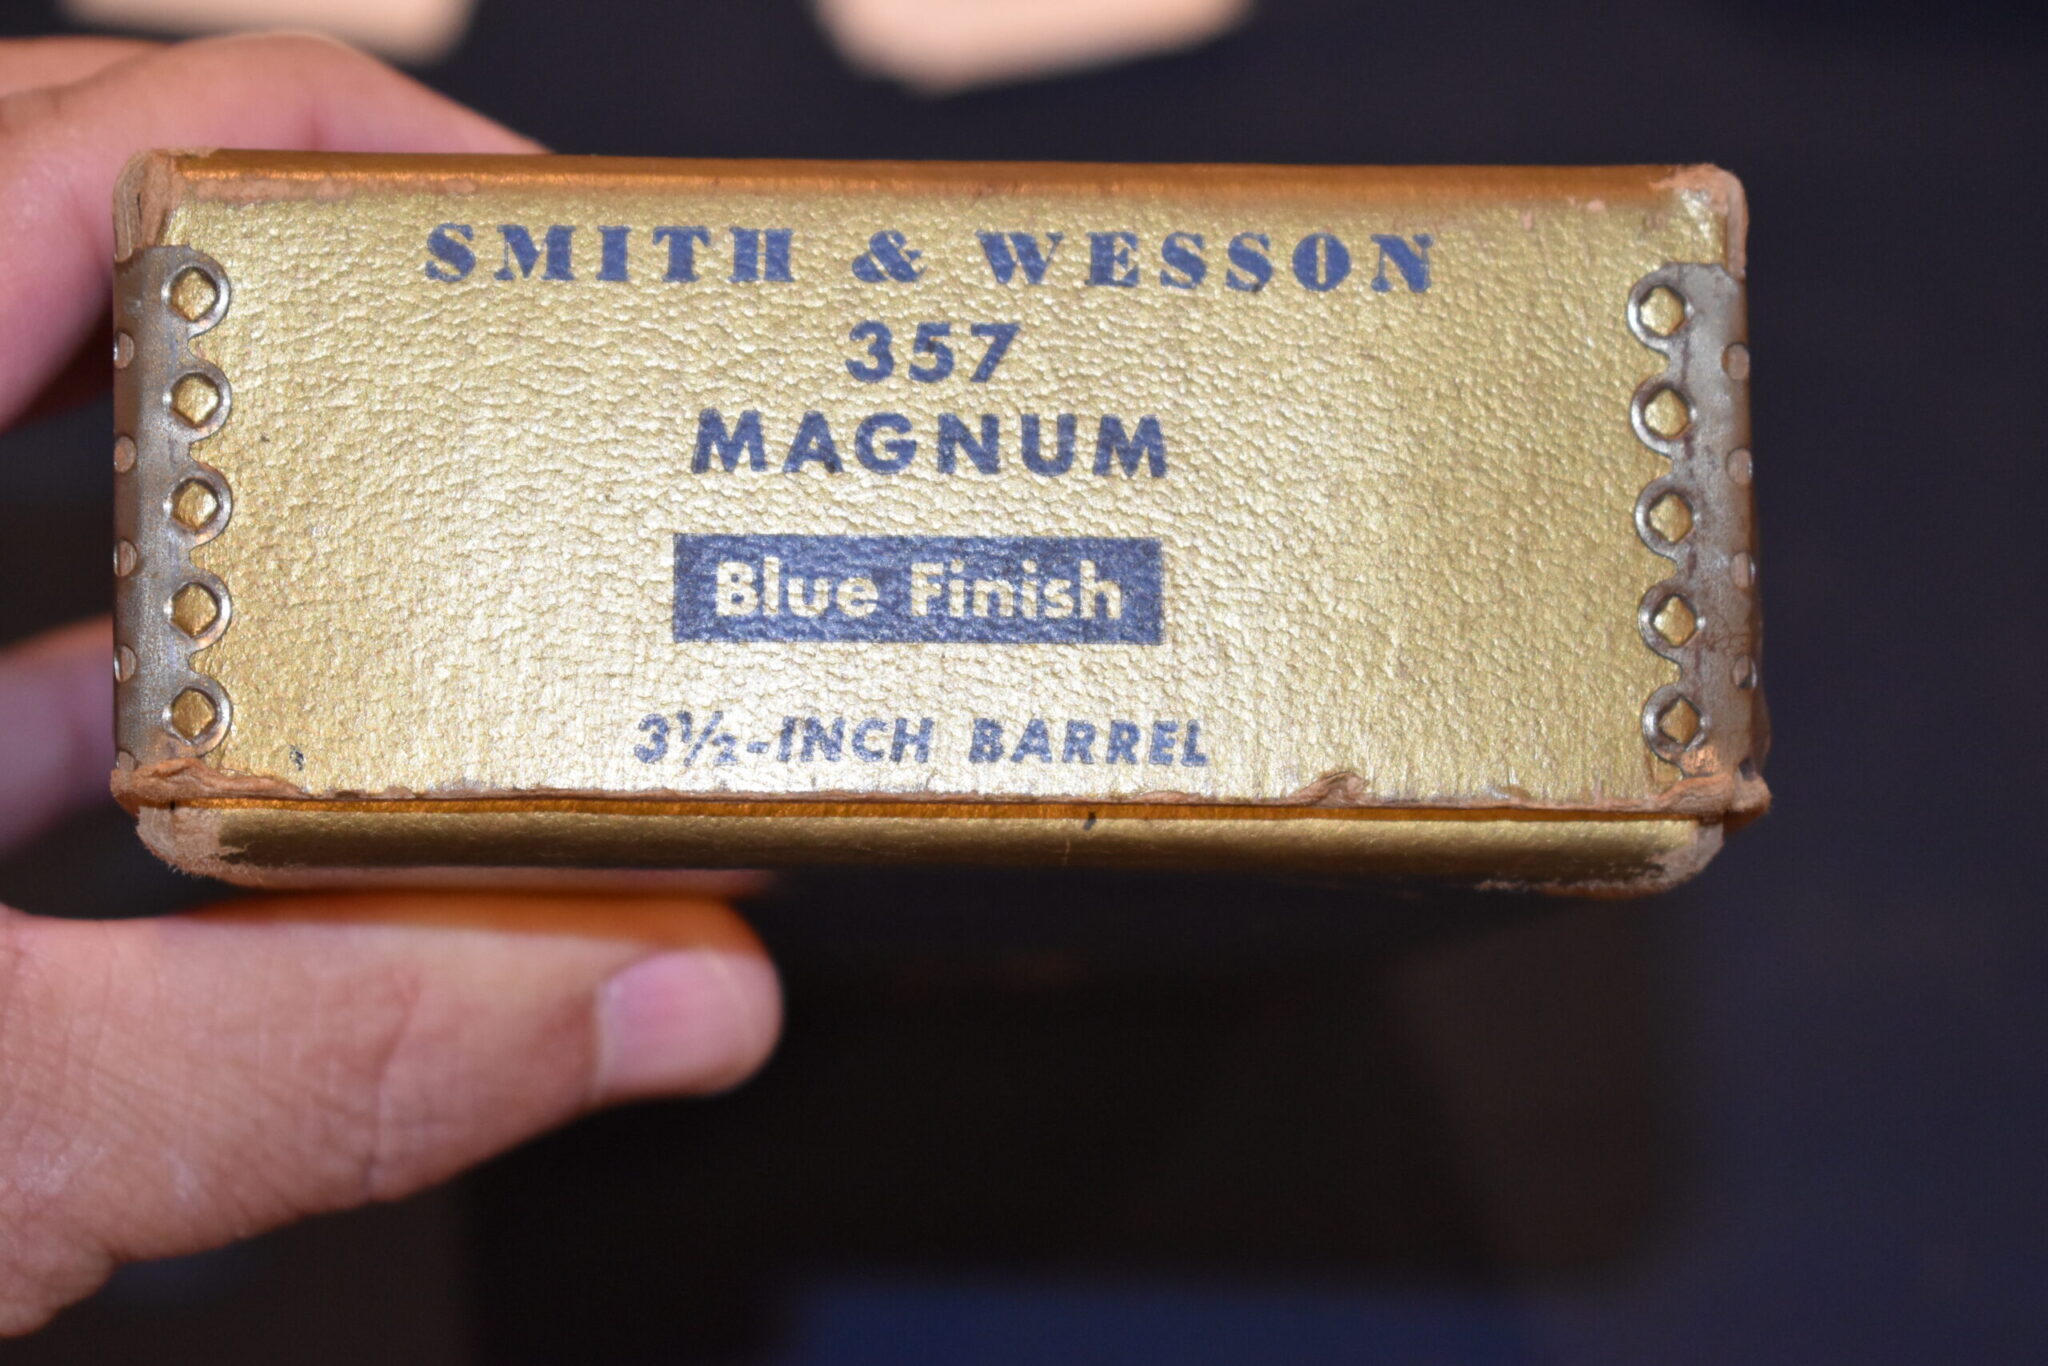 SMITH & WESSON
357
MAGNUM
Blue Finish
3½-INCH BARREL